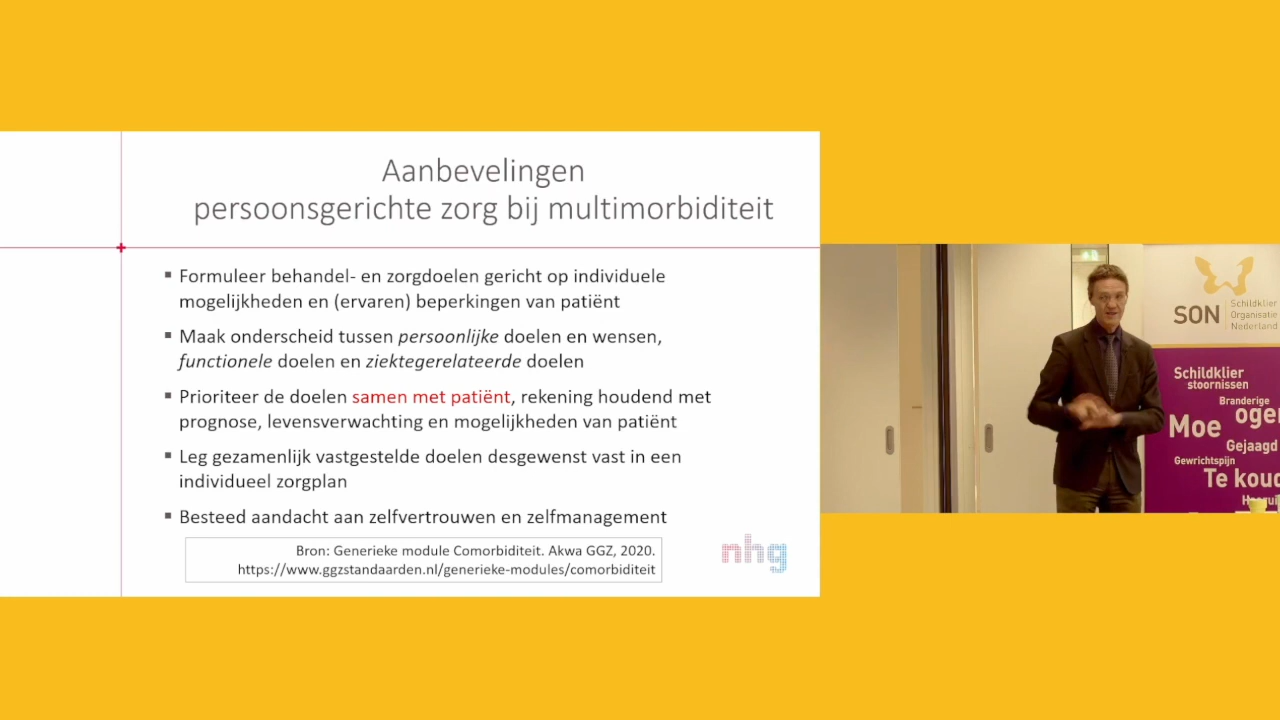 Aanbevelingen
persoonsgerichte zorg bij multimorbiditeit
▪ Formuleer behandel- en zorgdoelen gericht op individuele
mogelijkheden en (ervaren) beperkingen van patiënt
▪ Maak onderscheid tussen persoonlijke doelen en wensen,
functionele doelen en ziektegerelateerde doelen
▪ Prioriteer de doelen samen met patiënt, rekening houdend met
prognose, levensverwachting en mogelijkheden van patiënt
▪ Leg gezamenlijk vastgestelde doelen desgewenst vast in een
individueel zorgplan
▪ Besteed aandacht aan zelfvertrouwen en zelfmanagement
Bron: Generieke module Comorbiditeit. Akwa GGZ, 2020.
https://www.ggzstandaarden.nl/generieke-modules/comorbiditeit
nhg
SON
Schildklier
Organisatie
Nederland
Schildklier
stoornissen
Branderige
ogen
Moe
Gejaagd
Gewrichtspijn
Te koud